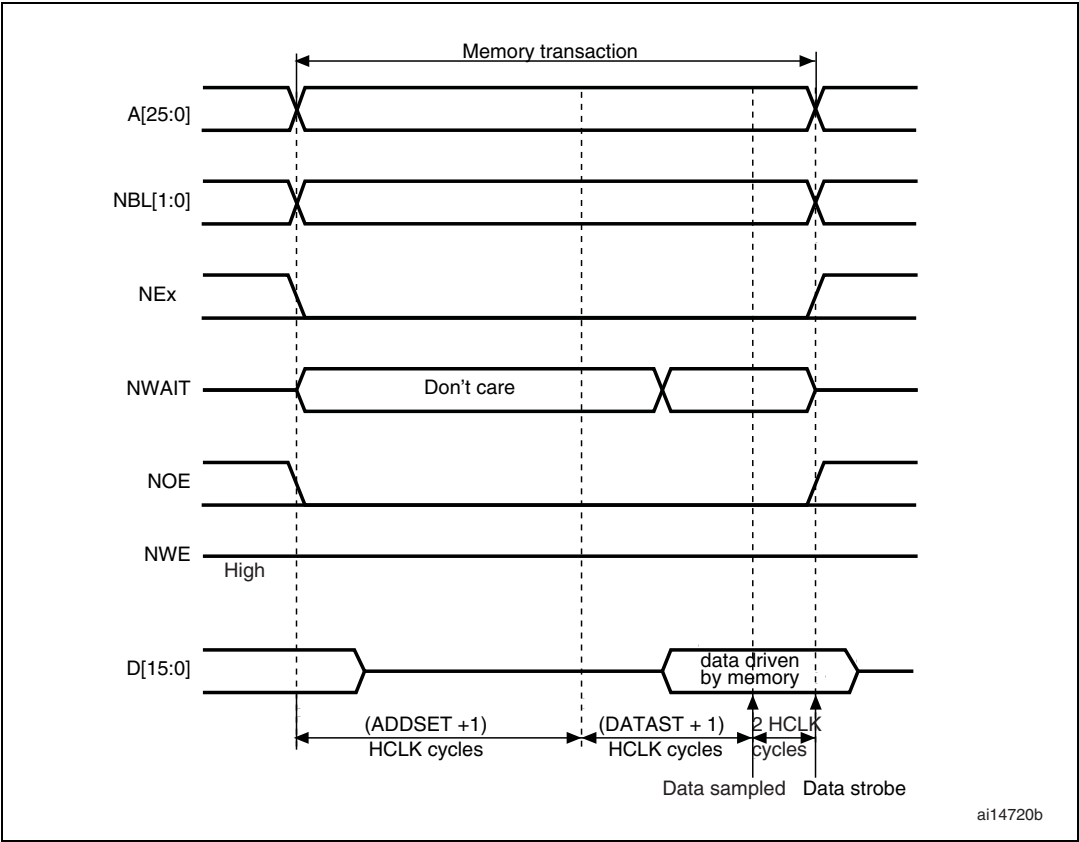 Memory transaction
A[25:0]
NBL[1:0]
NEx
NWAIT
Don't care
NOE
NWE
High
D[15:0]
data driven
by memory
(ADDSET +1)
HCLK cycles
(DATAST + 1)
HCLK cycles
2 HCLK
cycles
Data sampled
Data strobe
ai14720b